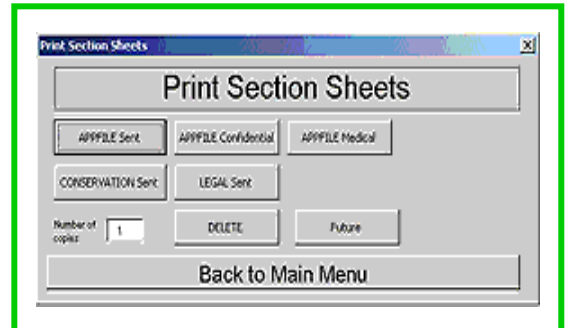 Print Section Sheets
Print Section Sheets
APPFILE Sent APPFILE Confidential APPFILE Medical
CONSERVATION Sent LEGAL Sent
Number of copies 1 DELETE Future
Back to Main Menu